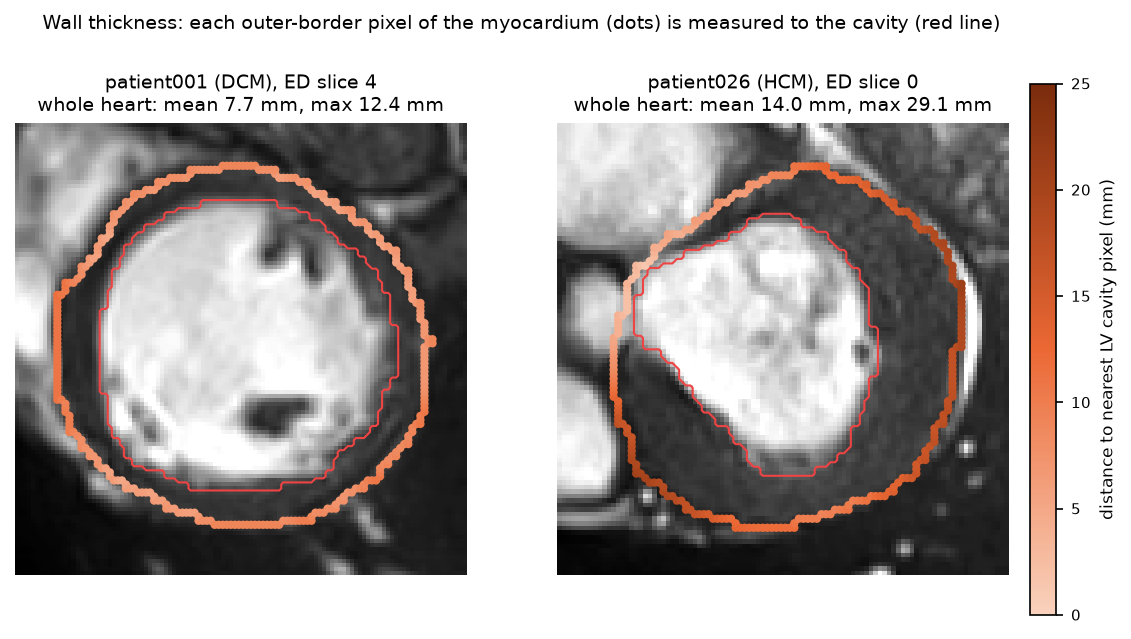 Wall thickness: each outer-border pixel of the myocardium (dots) is measured to the cavity (red line)
patient001 (DCM), ED slice 4
whole heart: mean 7.7 mm, max 12.4 mm
patient026 (HCM), ED slice 0
whole heart: mean 14.0 mm, max 29.1 mm
25
20
15
10
5
0
distance to nearest LV cavity pixel (mm)